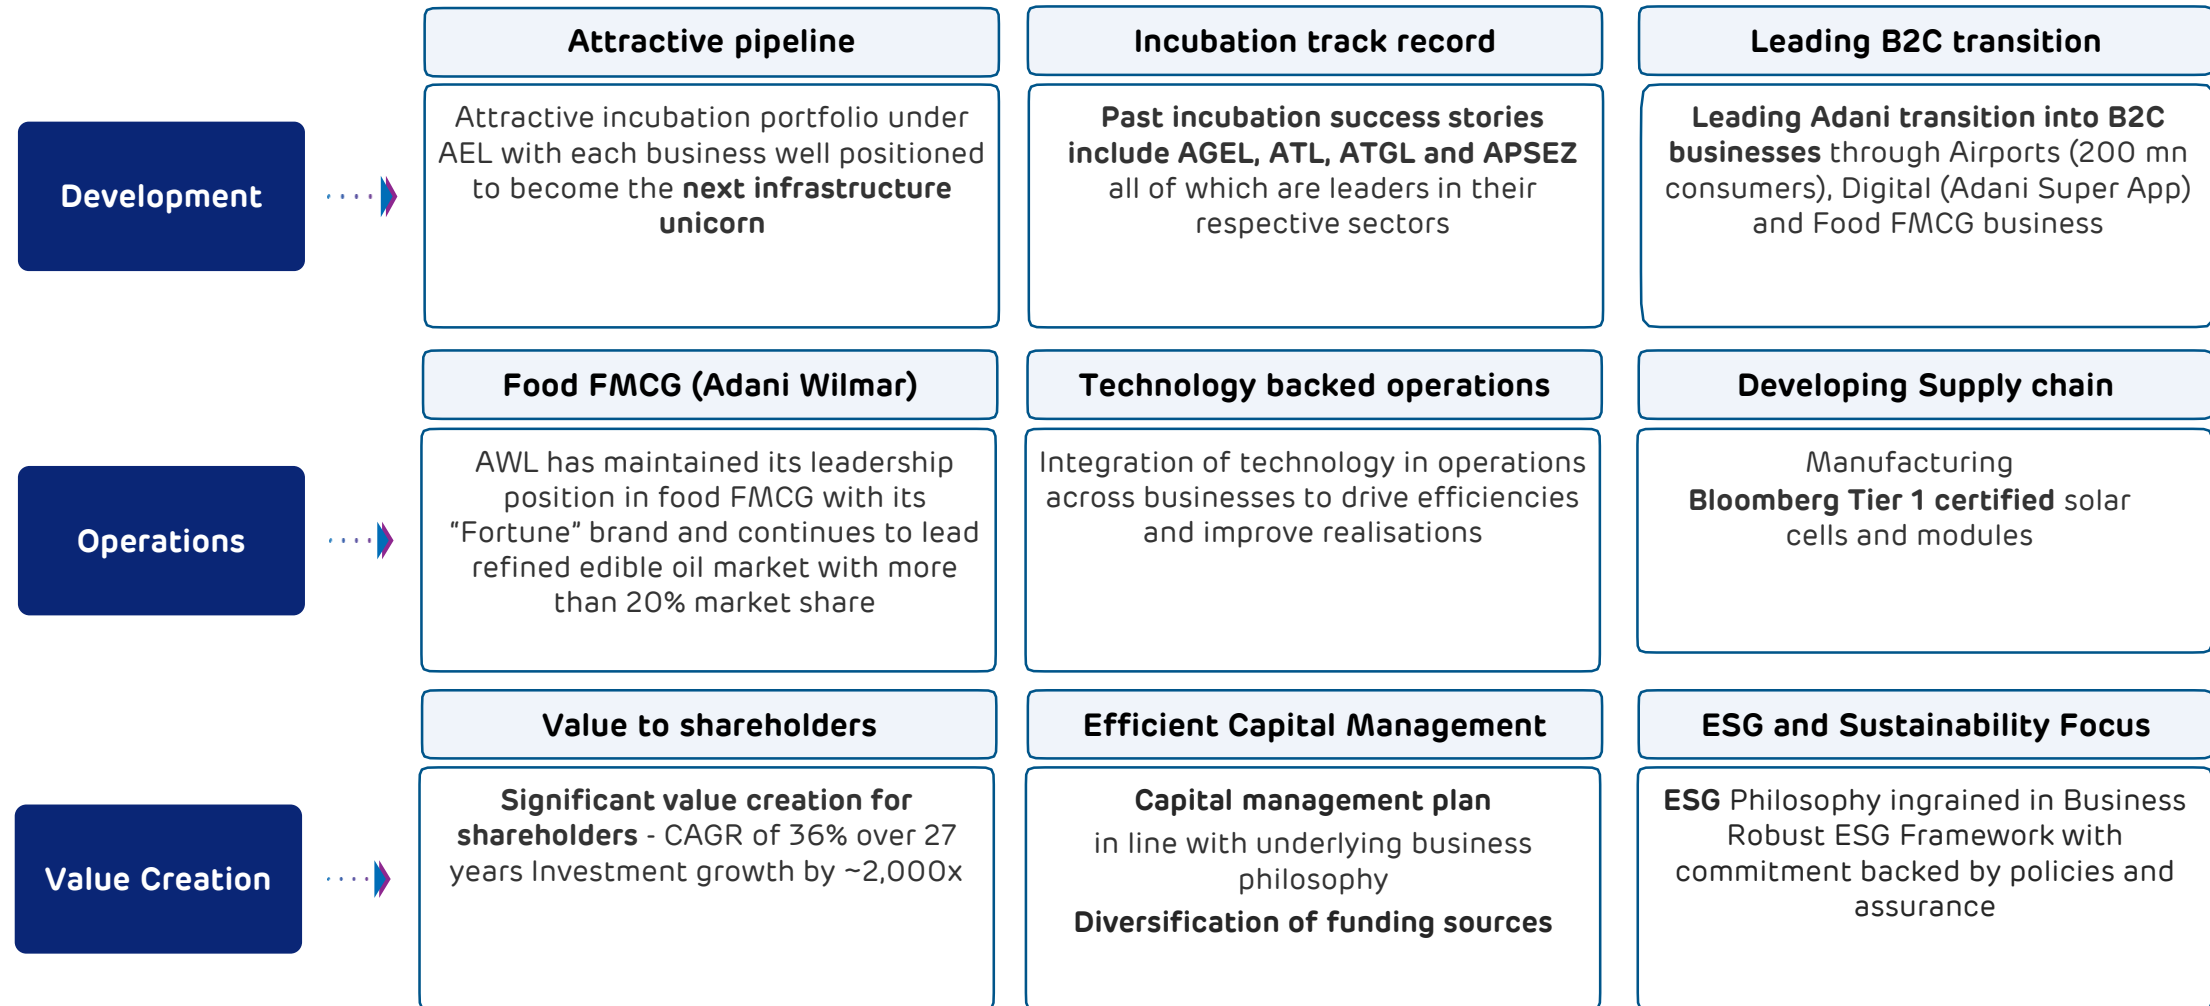 Attractive pipeline
Incubation track record
Leading B2C transition
Development
Attractive incubation portfolio under
AEL with each business well positioned
to become the next infrastructure
unicorn
Past incubation success stories
include AGEL, ATL, ATGL and APSEZ
all of which are leaders in their
respective sectors
Leading Adani transition into B2C
businesses through Airports (200 mn
consumers), Digital (Adani Super App)
and Food FMCG business
Food FMCG (Adani Wilmar)
Technology backed operations
Developing Supply chain
Operations
AWL has maintained its leadership
position in food FMCG with its
“Fortune” brand and continues to lead
refined edible oil market with more
than 20% market share
Integration of technology in operations
across businesses to drive efficiencies
and improve realisations
Manufacturing
Bloomberg Tier 1 certified solar
cells and modules
Value to shareholders
Efficient Capital Management
ESG and Sustainability Focus
Value Creation
Significant value creation for
shareholders - CAGR of 36% over 27
years Investment growth by ~2,000x
Capital management plan
in line with underlying business
philosophy
Diversification of funding sources
ESG Philosophy ingrained in Business
Robust ESG Framework with
commitment backed by policies and
assurance